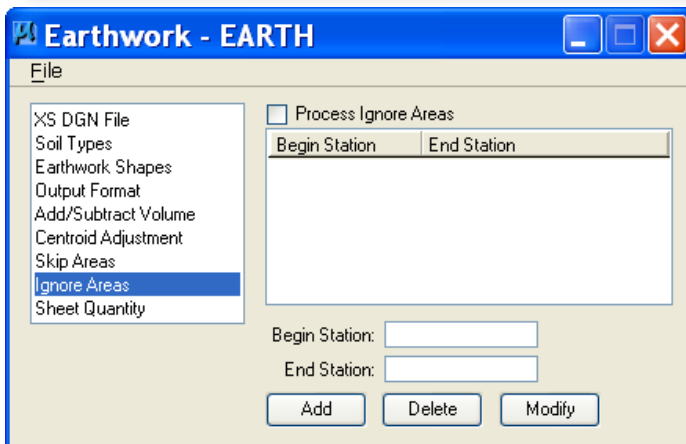 Earthwork - EARTH
File
XS DGN File
Soil Types
Earthwork Shapes
Output Format
Add/Subtract Volume
Centroid Adjustment
Skip Areas
Ignore Areas
Sheet Quantity
Process Ignore Areas
Begin Station End Station
Begin Station:
End Station:
Add Delete Modify